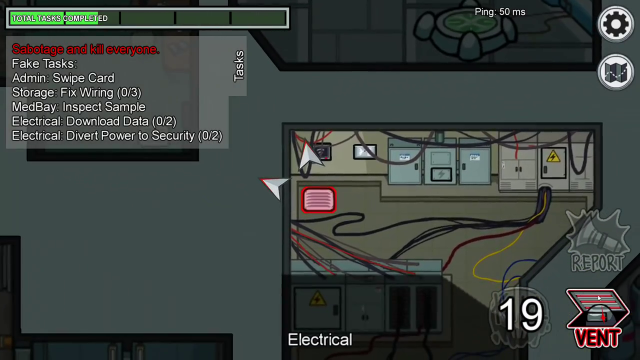 TOTAL TASKS COMPLETED
Ping: 50 ms
Sabotage and kill everyone.
Fake Tasks:
Admin: Swipe Card
Storage: Fix Wiring (0/3)
MedBay: Inspect Sample
Electrical: Download Data (0/2)
Electrical: Divert Power to Security (0/2)
Tasks
REPORT
19
VENT
Electrical